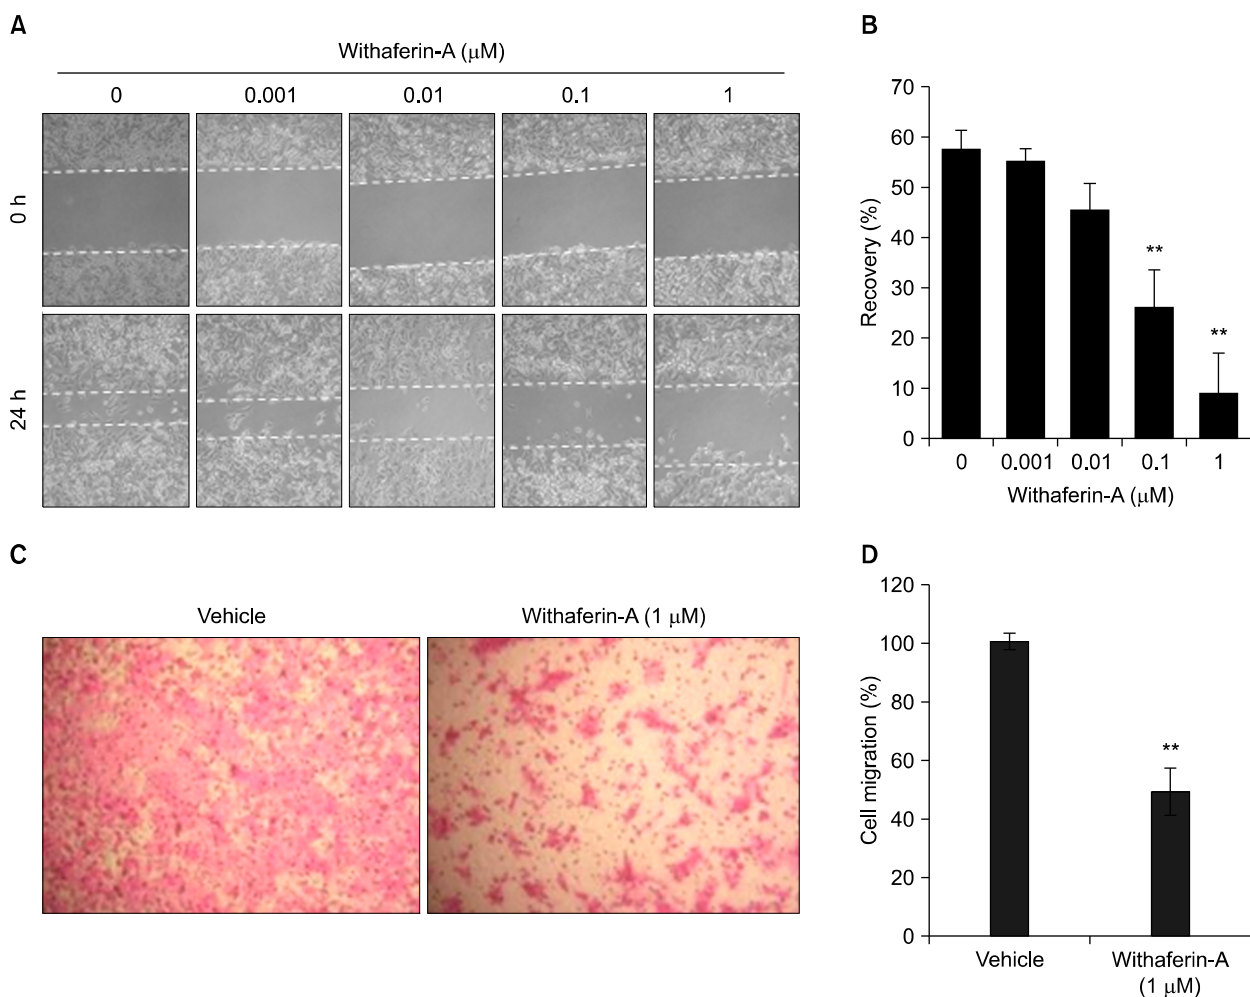 A
Withaferin-A (μM)
0 0.001 0.01 0.1 1
0 h
24 h
B
70
60
50
40
30
20
10
0
Recovery (%)
**
**
0 0.001 0.01 0.1 1
Withaferin-A (μM)
C
Vehicle Withaferin-A (1 μM)
D
120
100
80
60
40
20
0
Cell migration (%)
**
Vehicle Withaferin-A
(1 μM)